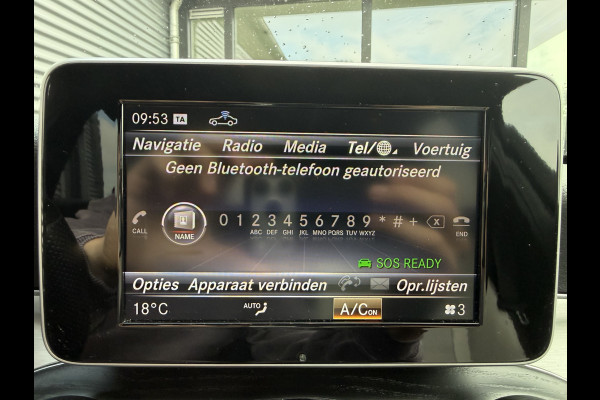 09:53 TA
Navigatie Radio Media Tel/ Voertuig
Geen Bluetooth-telefoon geautoriseerd
0 1 2 3 4 5 6 7 8 9 * # +
CALL NAME ABC DEF GHI JKL MNO PQRS TUV WXYZ END
SOS READY
Opties Apparaat verbinden Opr.lijsten
18°C AUTO A/C ON 3